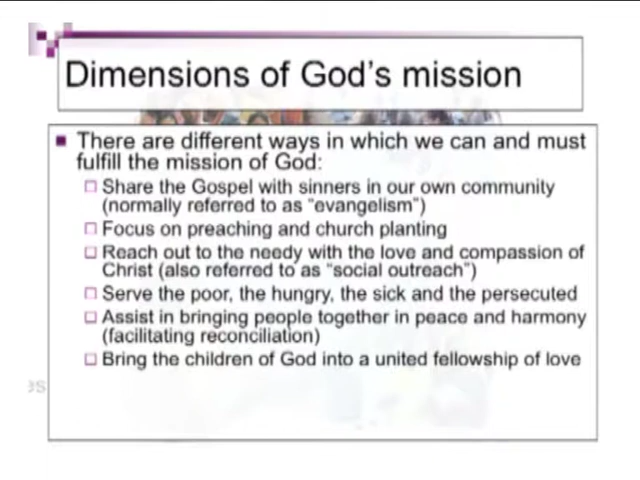 Dimensions of God's mission
There are different ways in which we can and must
fulfill the mission of God:
Share the Gospel with sinners in our own community
(normally referred to as "evangelism")
Focus on preaching and church planting
Reach out to the needy with the love and compassion of
Christ (also referred to as "social outreach")
Serve the poor, the hungry, the sick and the persecuted
Assist in bringing people together in peace and harmony
(facilitating reconciliation)
Bring the children of God into a united fellowship of love